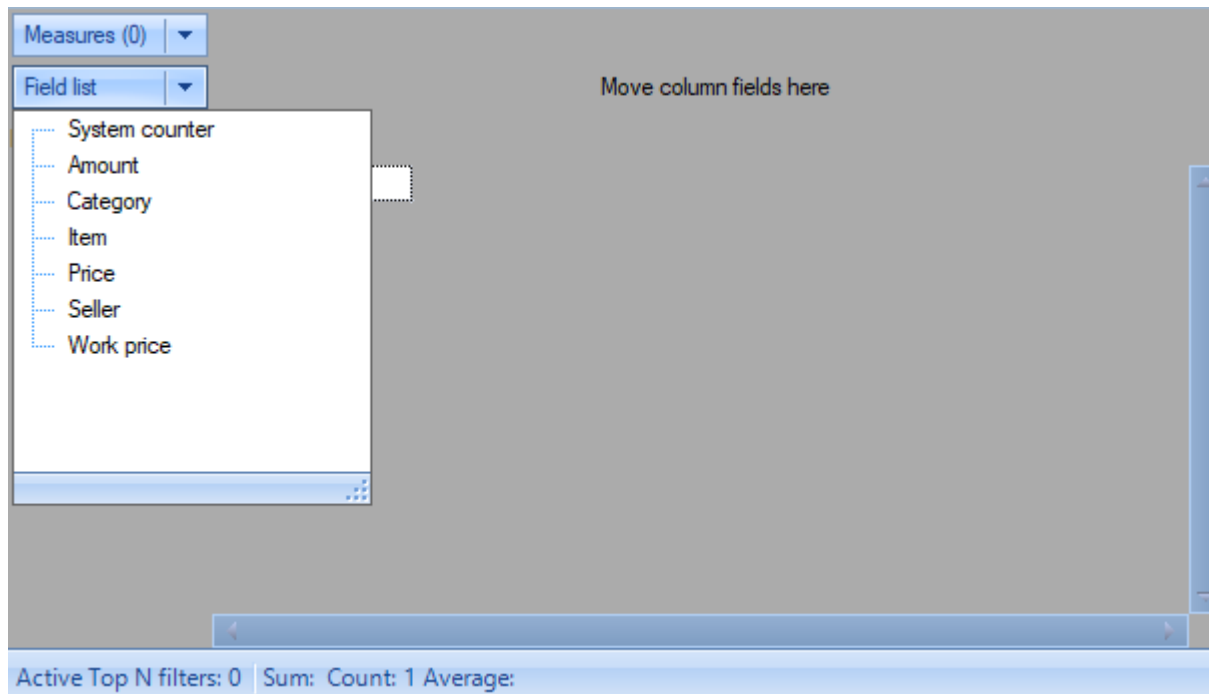 Measures (0)
Field list
Move column fields here
System counter
Amount
Category
Item
Price
Seller
Work price
Active Top N filters: 0 Sum: Count: 1 Average: